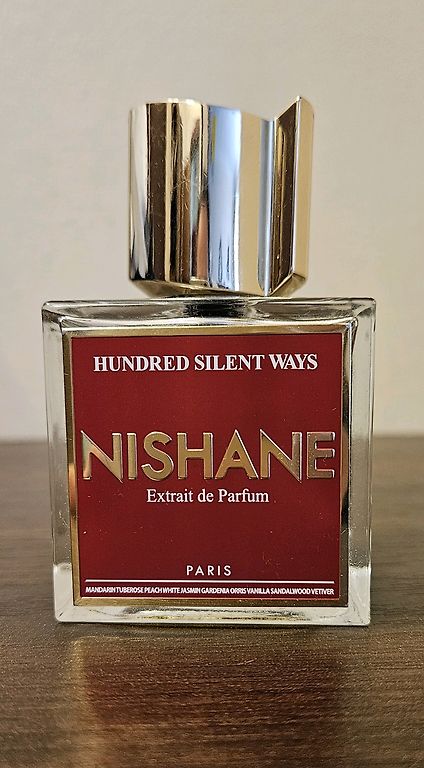 HUNDRED SILENT WAYS
NISHANE
Extrait de Parfum
PARIS
MANDARIN TUBEROSE PEACH WHITE JASMIN GARDENIA ORRIS VANILLA SANDALWOOD VETIVER